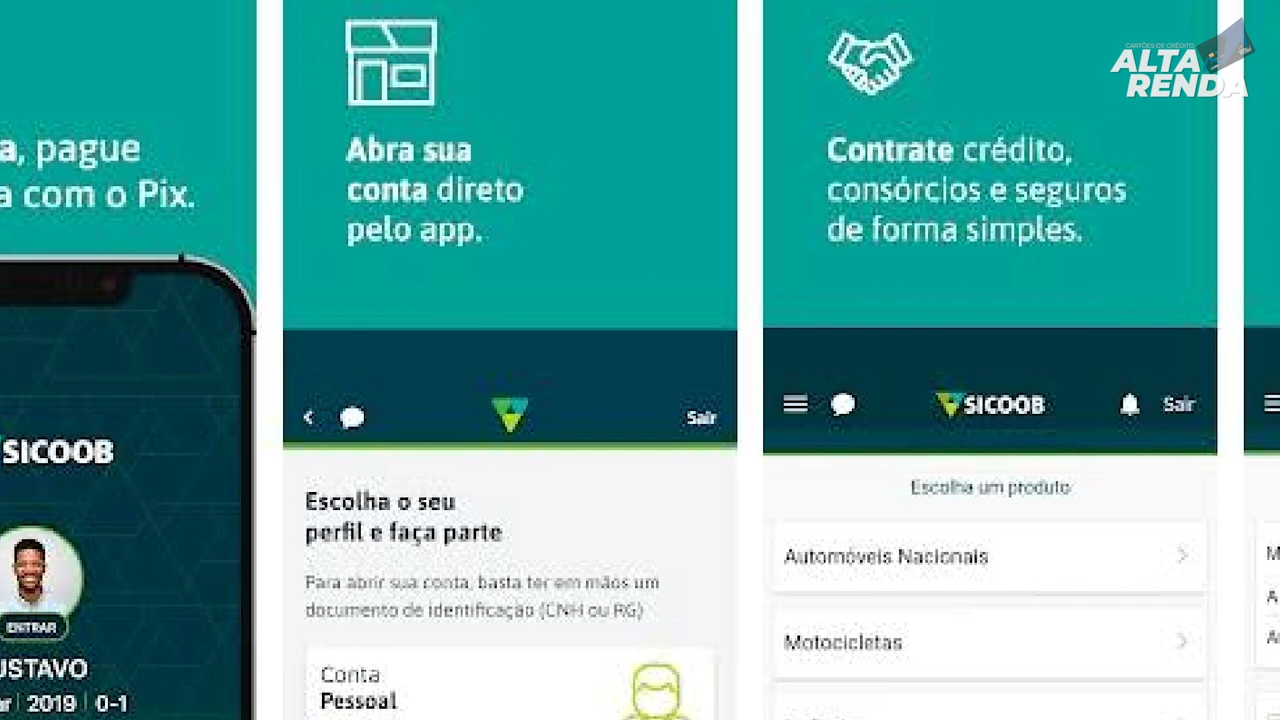 CARTÕES DE CRÉDITO
ALTA
RENDA
a, pague
a com o Pix.
SICOOB
ENTRAR
USTAVO
2019 0-1
Abra sua
conta direto
pelo app.
Sair
Escolha o seu
perfil e faça parte
Para abrir sua conta, basta ter em mãos um
documento de identificação (CNH ou RG)
Conta
Pessoal
Contrate crédito,
consórcios e seguros
de forma simples.
SICOOB
Sair
Escolha um produto
Automóveis Nacionais
Motocicletas
M
A